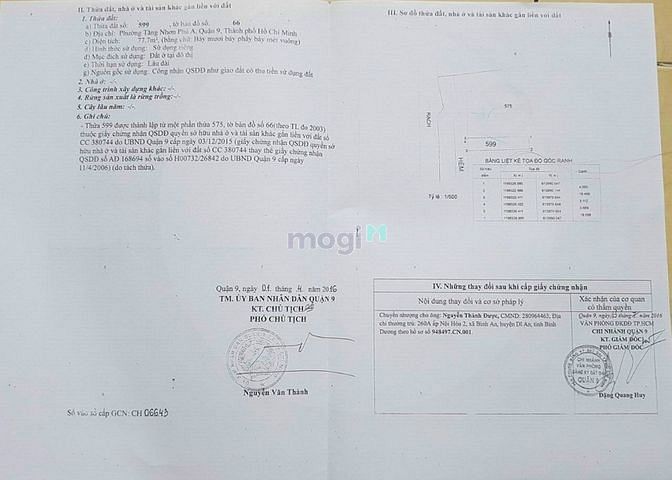 II. Thửa đất, nhà ở và tài sản khác gắn liền với đất
1. Thửa đất:
a) Thửa đất số: 599 , tờ bản đồ số: 66
b) Địa chỉ: Phường Tăng Nhơn Phú A, Quận 9, Thành phố Hồ Chí Minh
c) Diện tích: 77.7m², (bằng chữ: Bảy mươi bảy phẩy bảy mét vuông)
d) Hình thức sử dụng: Sử dụng riêng
đ) Mục đích sử dụng: Đất ở tại đô thị
e) Thời hạn sử dụng: Lâu dài
g) Nguồn gốc sử dụng: Công nhận QSDĐ như giao đất có thu tiền sử dụng đất
2. Nhà ở: -/-
3. Công trình xây dựng khác: -/-
4. Rừng sản xuất là rừng trồng: -/-
5. Cây lâu năm: -/-
6. Ghi chú:
- Thửa 599 được thành lập từ một phần thửa 575, tờ bản đồ số 66 (theo TL đo 2003)
thuộc giấy chứng nhận QSDĐ quyền sở hữu nhà ở và tài sản khác gắn liền với đất số
CC 380744 do UBND Quận 9 cấp ngày 03/12/2015 (giấy chứng nhận QSDĐ quyền sở
hữu nhà ở và tài sản khác gắn liền với đất số CC 380744 thay thế giấy chứng nhận
QSDĐ số AD 168694 số vào sổ H00732/26842 do UBND Quận 9 cấp ngày
11/4/2006) (do tách thửa).
Quận 9, ngày 01 tháng 4 năm 2016
TM. ỦY BAN NHÂN DÂN QUẬN 9
KT. CHỦ TỊCH
PHÓ CHỦ TỊCH
Nguyễn Văn Thành
Số vào sổ cấp GCN: CH 06643
mogi
III. Sơ đồ thửa đất, nhà ở và tài sản khác gắn liền với đất
RẠCH
575
599
HẺM
Tỷ lệ : 1/500
BẢNG LIỆT KÊ TỌA ĐỘ GÓC RANH
IV. Những thay đổi sau khi cấp giấy chứng nhận
Nội dung thay đổi và cơ sở pháp lý
Xác nhận của cơ quan
có thẩm quyền
Chuyển nhượng cho ông: Nguyễn Thành Được, CMND: 280964463, Địa
chỉ thường trú: 260A ấp Nội Hóa 2, xã Bình An, huyện Dĩ An, tỉnh Bình
Dương theo hồ sơ số 948497.CN.001.
VĂN PHÒNG ĐKĐĐ TP.HCM
CHI NHÁNH QUẬN 9
KT. GIÁM ĐỐC
PHÓ GIÁM ĐỐC
CHI NHÁNH
VĂN PHÒNG
ĐĂNG KÝ ĐẤT ĐAI
QUẬN 9
Đặng Quang Huy